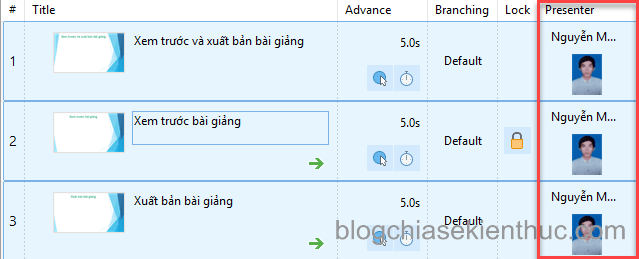 # Title Advance Branching Lock Presenter
1 Xem trước và xuất bản bài giảng 5.0s Default Nguyễn M...
2 Xem trước bài giảng 5.0s Default Nguyễn M...
3 Xuất bản bài giảng 5.0s Default Nguyễn M...
blogchiasekienthuc.com